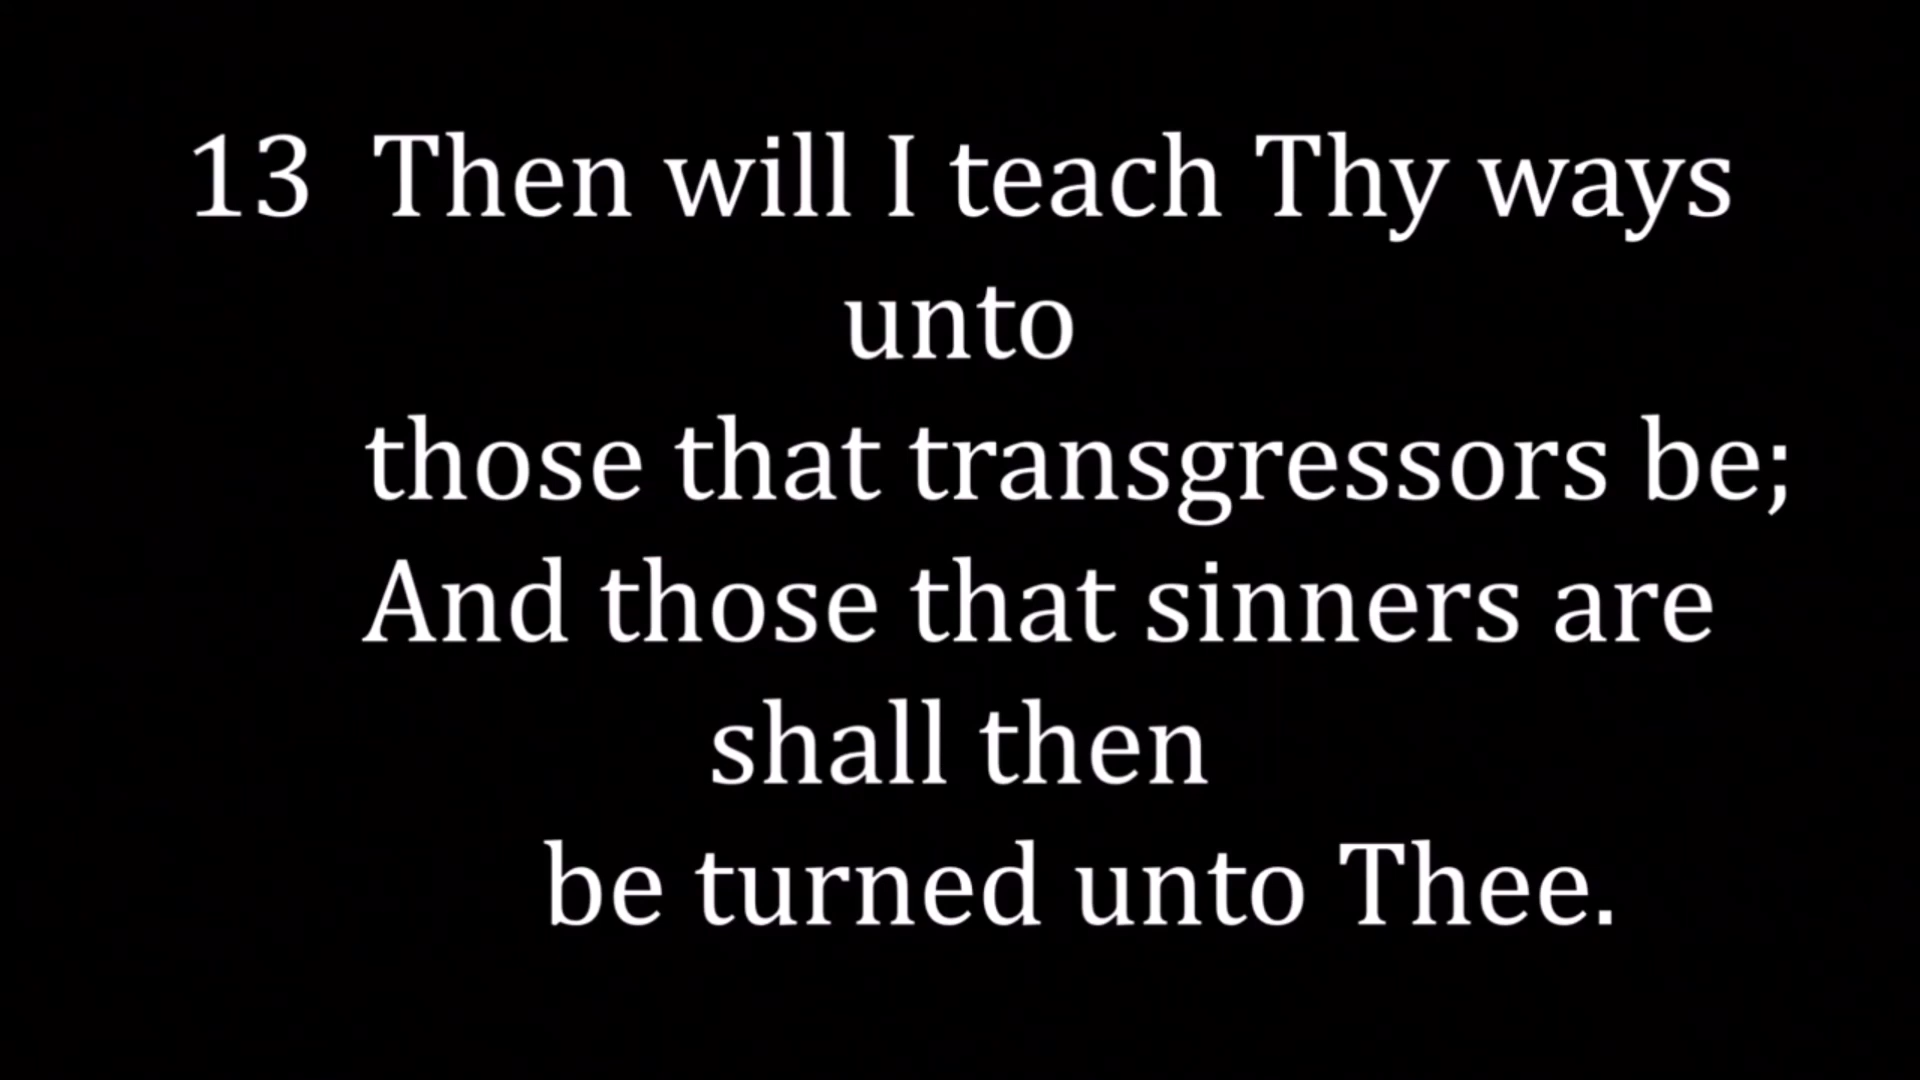 13 Then will I teach Thy ways
unto
those that transgressors be;
And those that sinners are
shall then
be turned unto Thee.